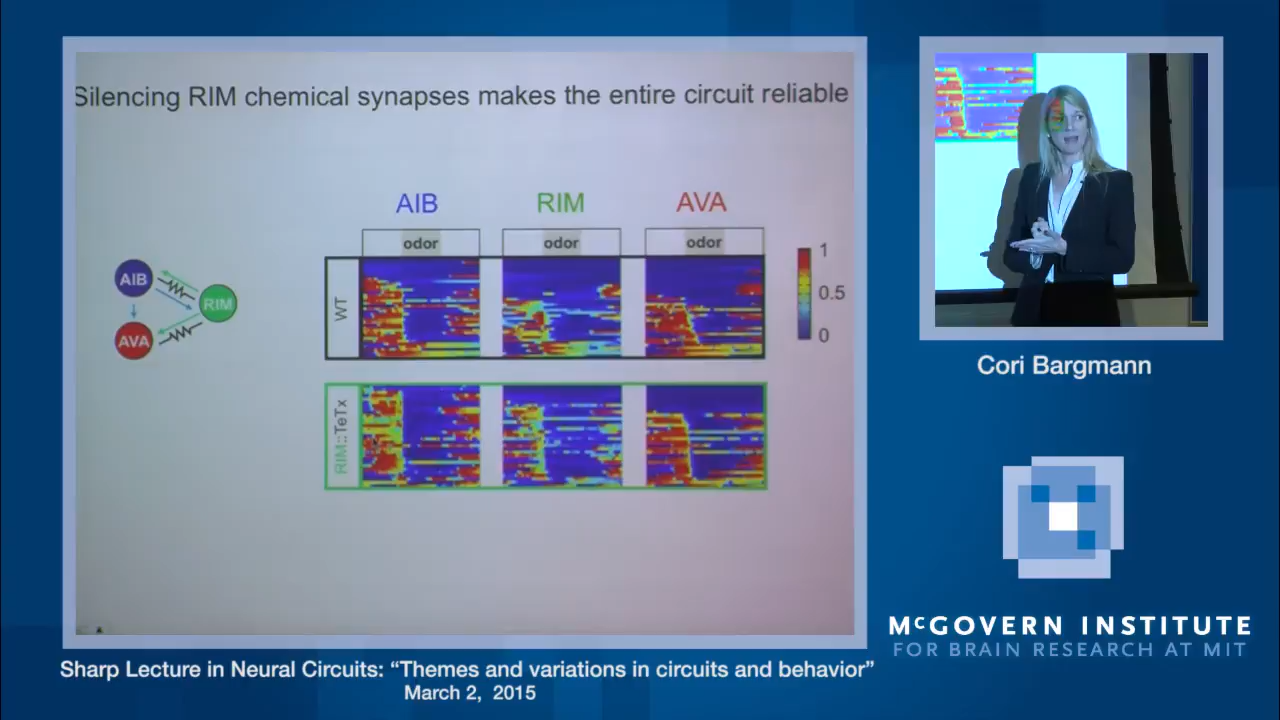 Silencing RIM chemical synapses makes the entire circuit reliable
AIB RIM AVA
odor odor odor
AIB
RIM
AVA
WT
1
0.5
0
RIM::TeTx
Cori Bargmann
McGOVERN INSTITUTE
FOR BRAIN RESEARCH AT MIT
Sharp Lecture in Neural Circuits: “Themes and variations in circuits and behavior”
March 2, 2015